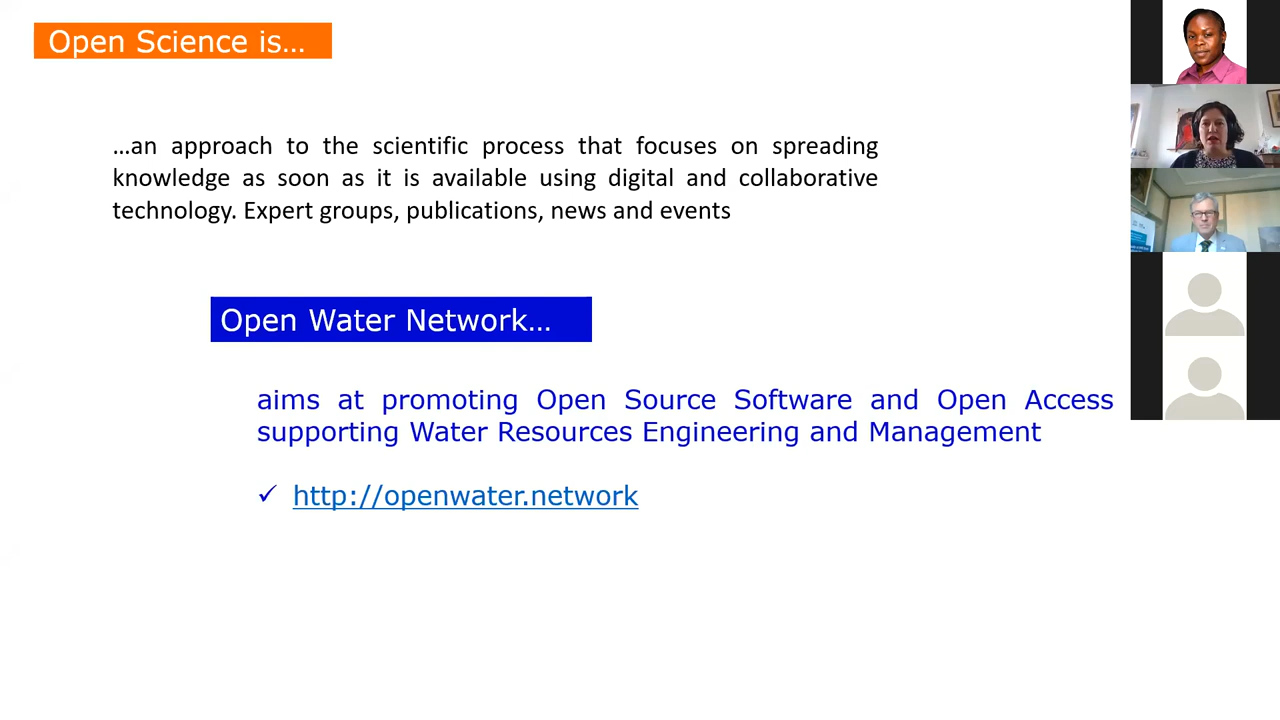 Open Science is…
…an approach to the scientific process that focuses on spreading
knowledge as soon as it is available using digital and collaborative
technology. Expert groups, publications, news and events
Open Water Network…
aims at promoting Open Source Software and Open Access
supporting Water Resources Engineering and Management
✓ http://openwater.network